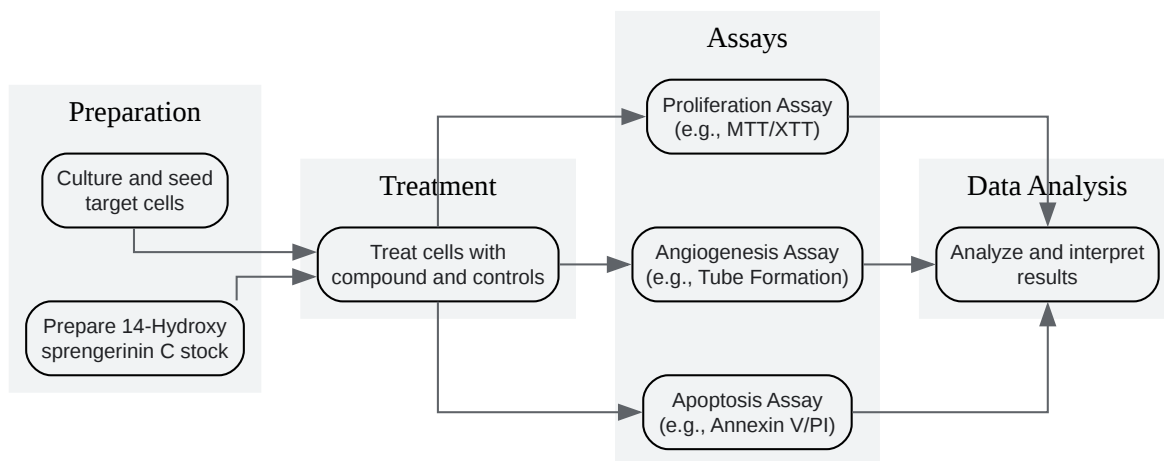 Preparation
Culture and seed
target cells
Prepare 14-Hydroxy
sprengerinin C stock
Treatment
Treat cells with
compound and controls
Assays
Proliferation Assay
(e.g., MTT/XTT)
Angiogenesis Assay
(e.g., Tube Formation)
Apoptosis Assay
(e.g., Annexin V/PI)
Data Analysis
Analyze and interpret
results